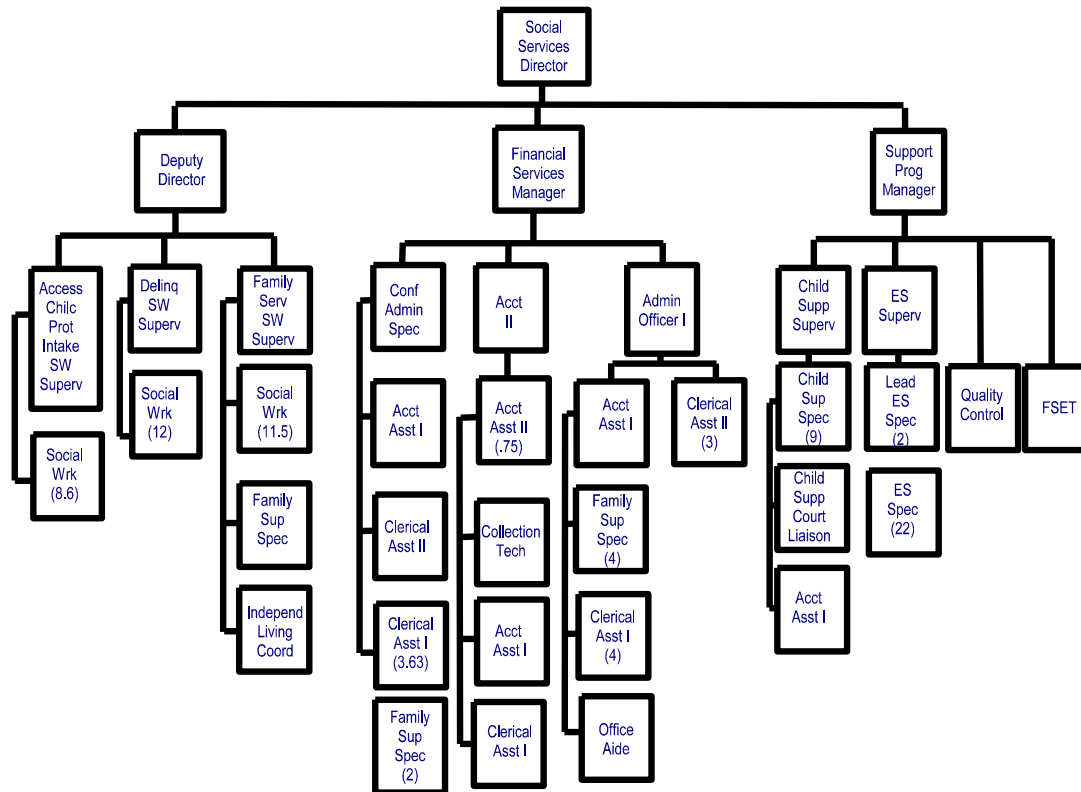 Social
Services
Director
Deputy
Director
Financial
Services
Manager
Support
Prog
Manager
Access
Chilc
Prot
Intake
SW
Superv
Delinq
SW
Superv
Family
Serv
SW
Superv
Conf
Admin
Spec
Acct
II
Admin
Officer I
Child
Supp
Superv
ES
Superv
Social
Wrk
(8.6)
Social
Wrk
(12)
Social
Wrk
(11.5)
Family
Sup
Spec
Independ
Living
Coord
Acct
Asst I
Clerical
Asst II
Clerical
Asst I
(3.63)
Family
Sup
Spec
(2)
Acct
Asst II
(.75)
Collection
Tech
Acct
Asst I
Clerical
Asst I
Acct
Asst I
Family
Sup
Spec
(4)
Clerical
Asst I
(4)
Office
Aide
Clerical
Asst II
(3)
Child
Sup
Spec
(9)
Child
Supp
Court
Liaison
Acct
Asst I
Lead
ES
Spec
(2)
ES
Spec
(22)
Quality
Control
FSET